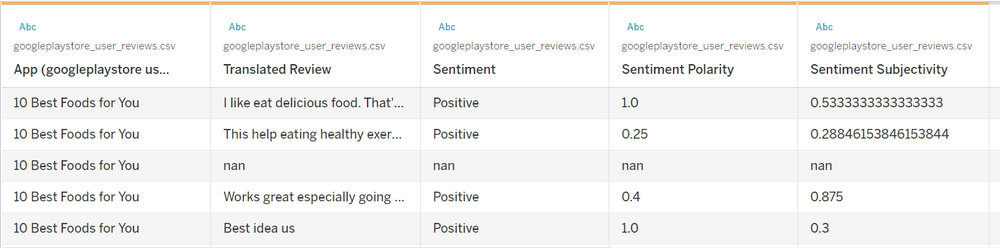 Abc Abc Abc Abc Abc
googleplaystore_user_reviews.csv googleplaystore_user_reviews.csv googleplaystore_user_reviews.csv googleplaystore_user_reviews.csv googleplaystore_user_reviews.csv
App (googleplaystore us... Translated Review Sentiment Sentiment Polarity Sentiment Subjectivity
10 Best Foods for You I like eat delicious food. That'... Positive 1.0 0.5333333333333333
10 Best Foods for You This help eating healthy exer... Positive 0.25 0.28846153846153844
10 Best Foods for You nan nan nan nan
10 Best Foods for You Works great especially going ... Positive 0.4 0.875
10 Best Foods for You Best idea us Positive 1.0 0.3